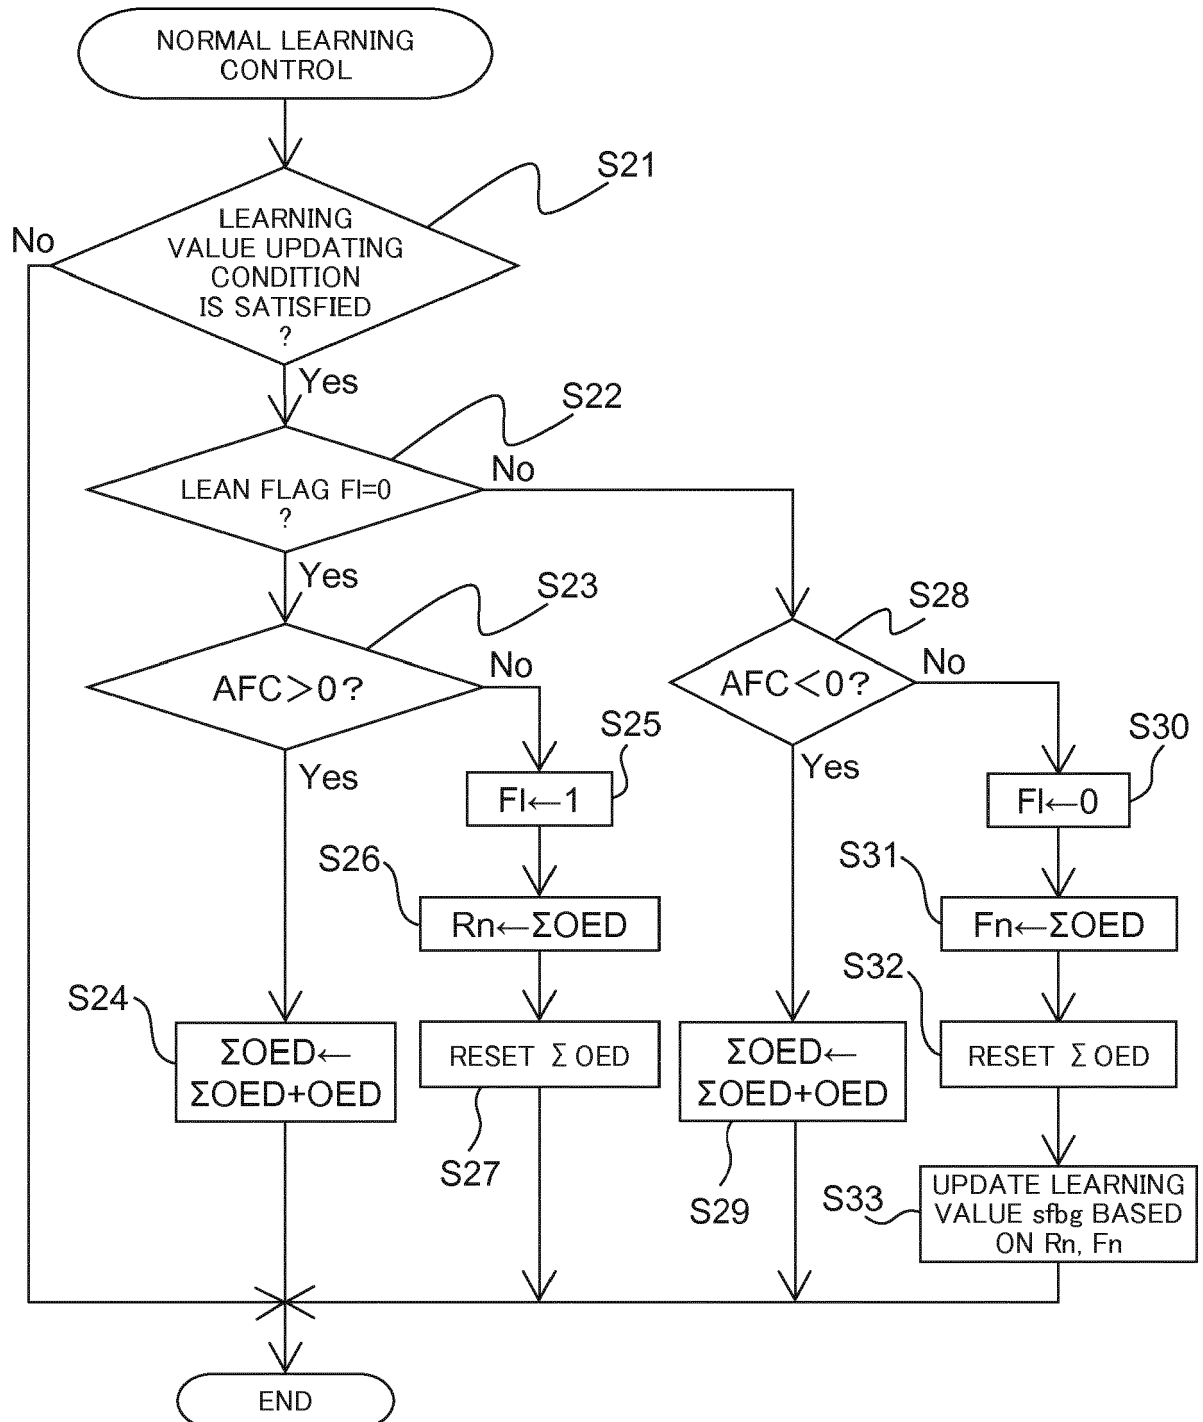 NORMAL LEARNING
CONTROL
S21
LEARNING
VALUE UPDATING
CONDITION
IS SATISFIED
?
No
Yes
S22
LEAN FLAG Fl=0
?
No
Yes
S23
AFC>0?
No
Yes
S28
AFC<0?
No
Yes
S25
Fl←1
S30
Fl←0
S26
Rn←ΣOED
S31
Fn←ΣOED
S24
ΣOED←
ΣOED+OED
RESET ΣOED
S27
ΣOED←
ΣOED+OED
S29
S32
RESET ΣOED
S33
UPDATE LEARNING
VALUE sfbg BASED
ON Rn, Fn
END